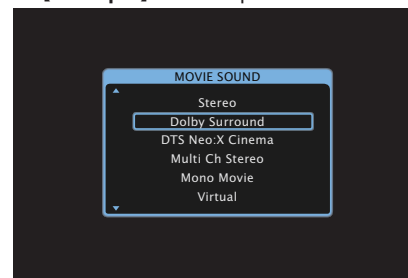 MOVIE SOUND
Stereo
Dolby Surround
DTS Neo:X Cinema
Multi Ch Stereo
Mono Movie
Virtual